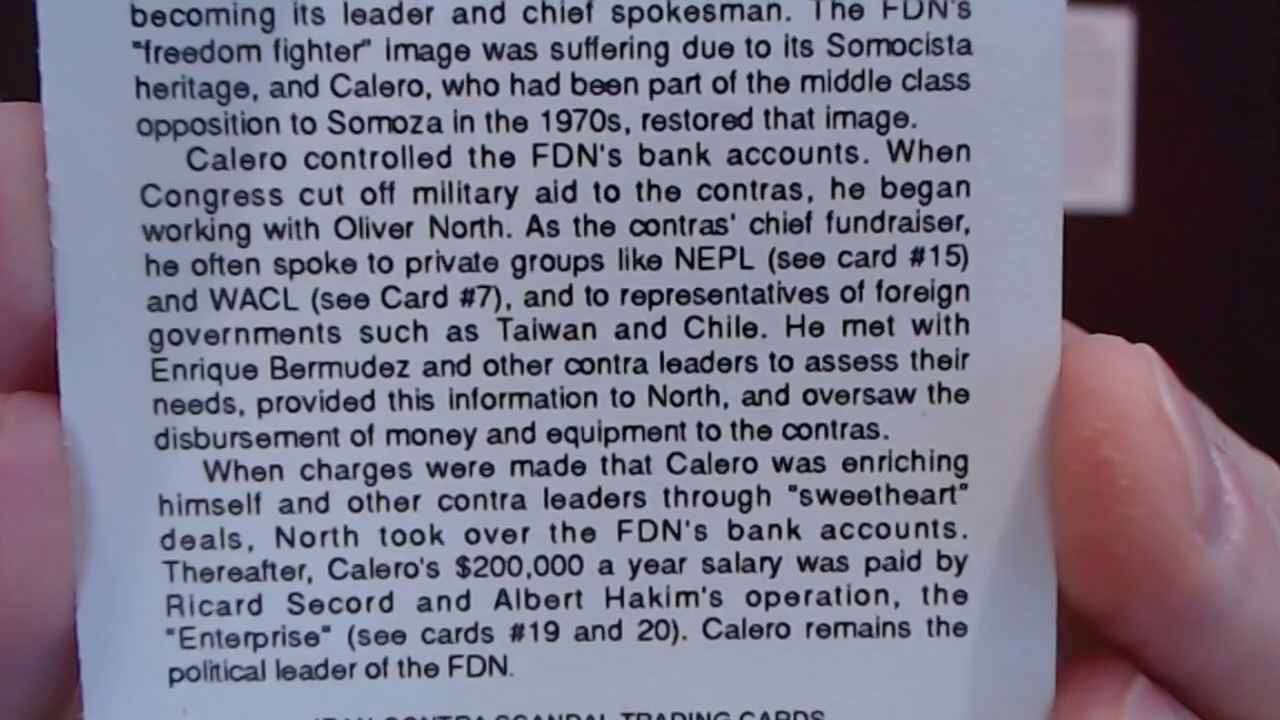 becoming its leader and chief spokesman. The FDN's
"freedom fighter" image was suffering due to its Somocista
heritage, and Calero, who had been part of the middle class
opposition to Somoza in the 1970s, restored that image.
Calero controlled the FDN's bank accounts. When
Congress cut off military aid to the contras, he began
working with Oliver North. As the contras' chief fundraiser,
he often spoke to private groups like NEPL (see card #15)
and WACL (see Card #7), and to representatives of foreign
governments such as Taiwan and Chile. He met with
Enrique Bermudez and other contra leaders to assess their
needs, provided this information to North, and oversaw the
disbursement of money and equipment to the contras.
When charges were made that Calero was enriching
himself and other contra leaders through "sweetheart"
deals, North took over the FDN's bank accounts.
Thereafter, Calero's $200,000 a year salary was paid by
Ricard Secord and Albert Hakim's operation, the
"Enterprise" (see cards #19 and 20). Calero remains the
political leader of the FDN.
IRAN-CONTRA SCANDAL TRADING CARDS